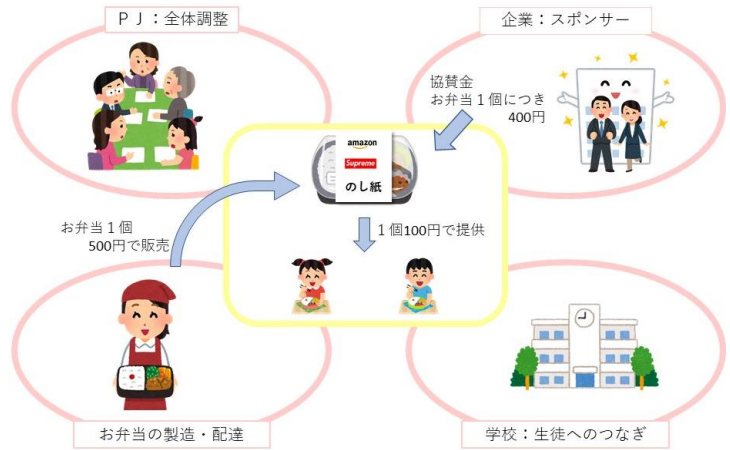 PJ：全体調整
企業：スポンサー
協賛金
お弁当１個につき
400円
amazon
Supreme
のし紙
１個100円で提供
お弁当１個
500円で販売
お弁当の製造・配達
学校：生徒へのつなぎ